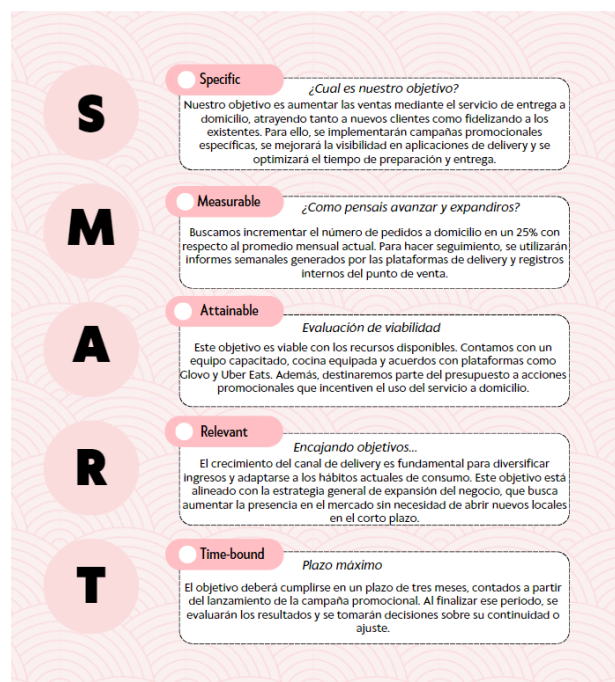 S
Specific
¿Cual es nuestro objetivo?
Nuestro objetivo es aumentar las ventas mediante el servicio de entrega a
domicilio, atrayendo tanto a nuevos clientes como fidelizando a los
existentes. Para ello, se implementarán campañas promocionales
específicas, se mejorará la visibilidad en aplicaciones de delivery y se
optimizará el tiempo de preparación y entrega.
M
Measurable
¿Como pensais avanzar y expandiros?
Buscamos incrementar el número de pedidos a domicilio en un 25% con
respecto al promedio mensual actual. Para hacer seguimiento, se utilizarán
informes semanales generados por las plataformas de delivery y registros
internos del punto de venta.
A
Attainable
Evaluación de viabilidad
Este objetivo es viable con los recursos disponibles. Contamos con un
equipo capacitado, cocina equipada y acuerdos con plataformas como
Glovo y Uber Eats. Además, destinaremos parte del presupuesto a acciones
promocionales que incentiven el uso del servicio a domicilio.
R
Relevant
Encajando objetivos...
El crecimiento del canal de delivery es fundamental para diversificar
ingresos y adaptarse a los hábitos actuales de consumo. Este objetivo está
alineado con la estrategia general de expansión del negocio, que busca
aumentar la presencia en el mercado sin necesidad de abrir nuevos locales
en el corto plazo.
T
Time-bound
Plazo máximo
El objetivo deberá cumplirse en un plazo de tres meses, contados a partir
del lanzamiento de la campaña promocional. Al finalizar ese periodo, se
evaluarán los resultados y se tomarán decisiones sobre su continuidad o
ajuste.